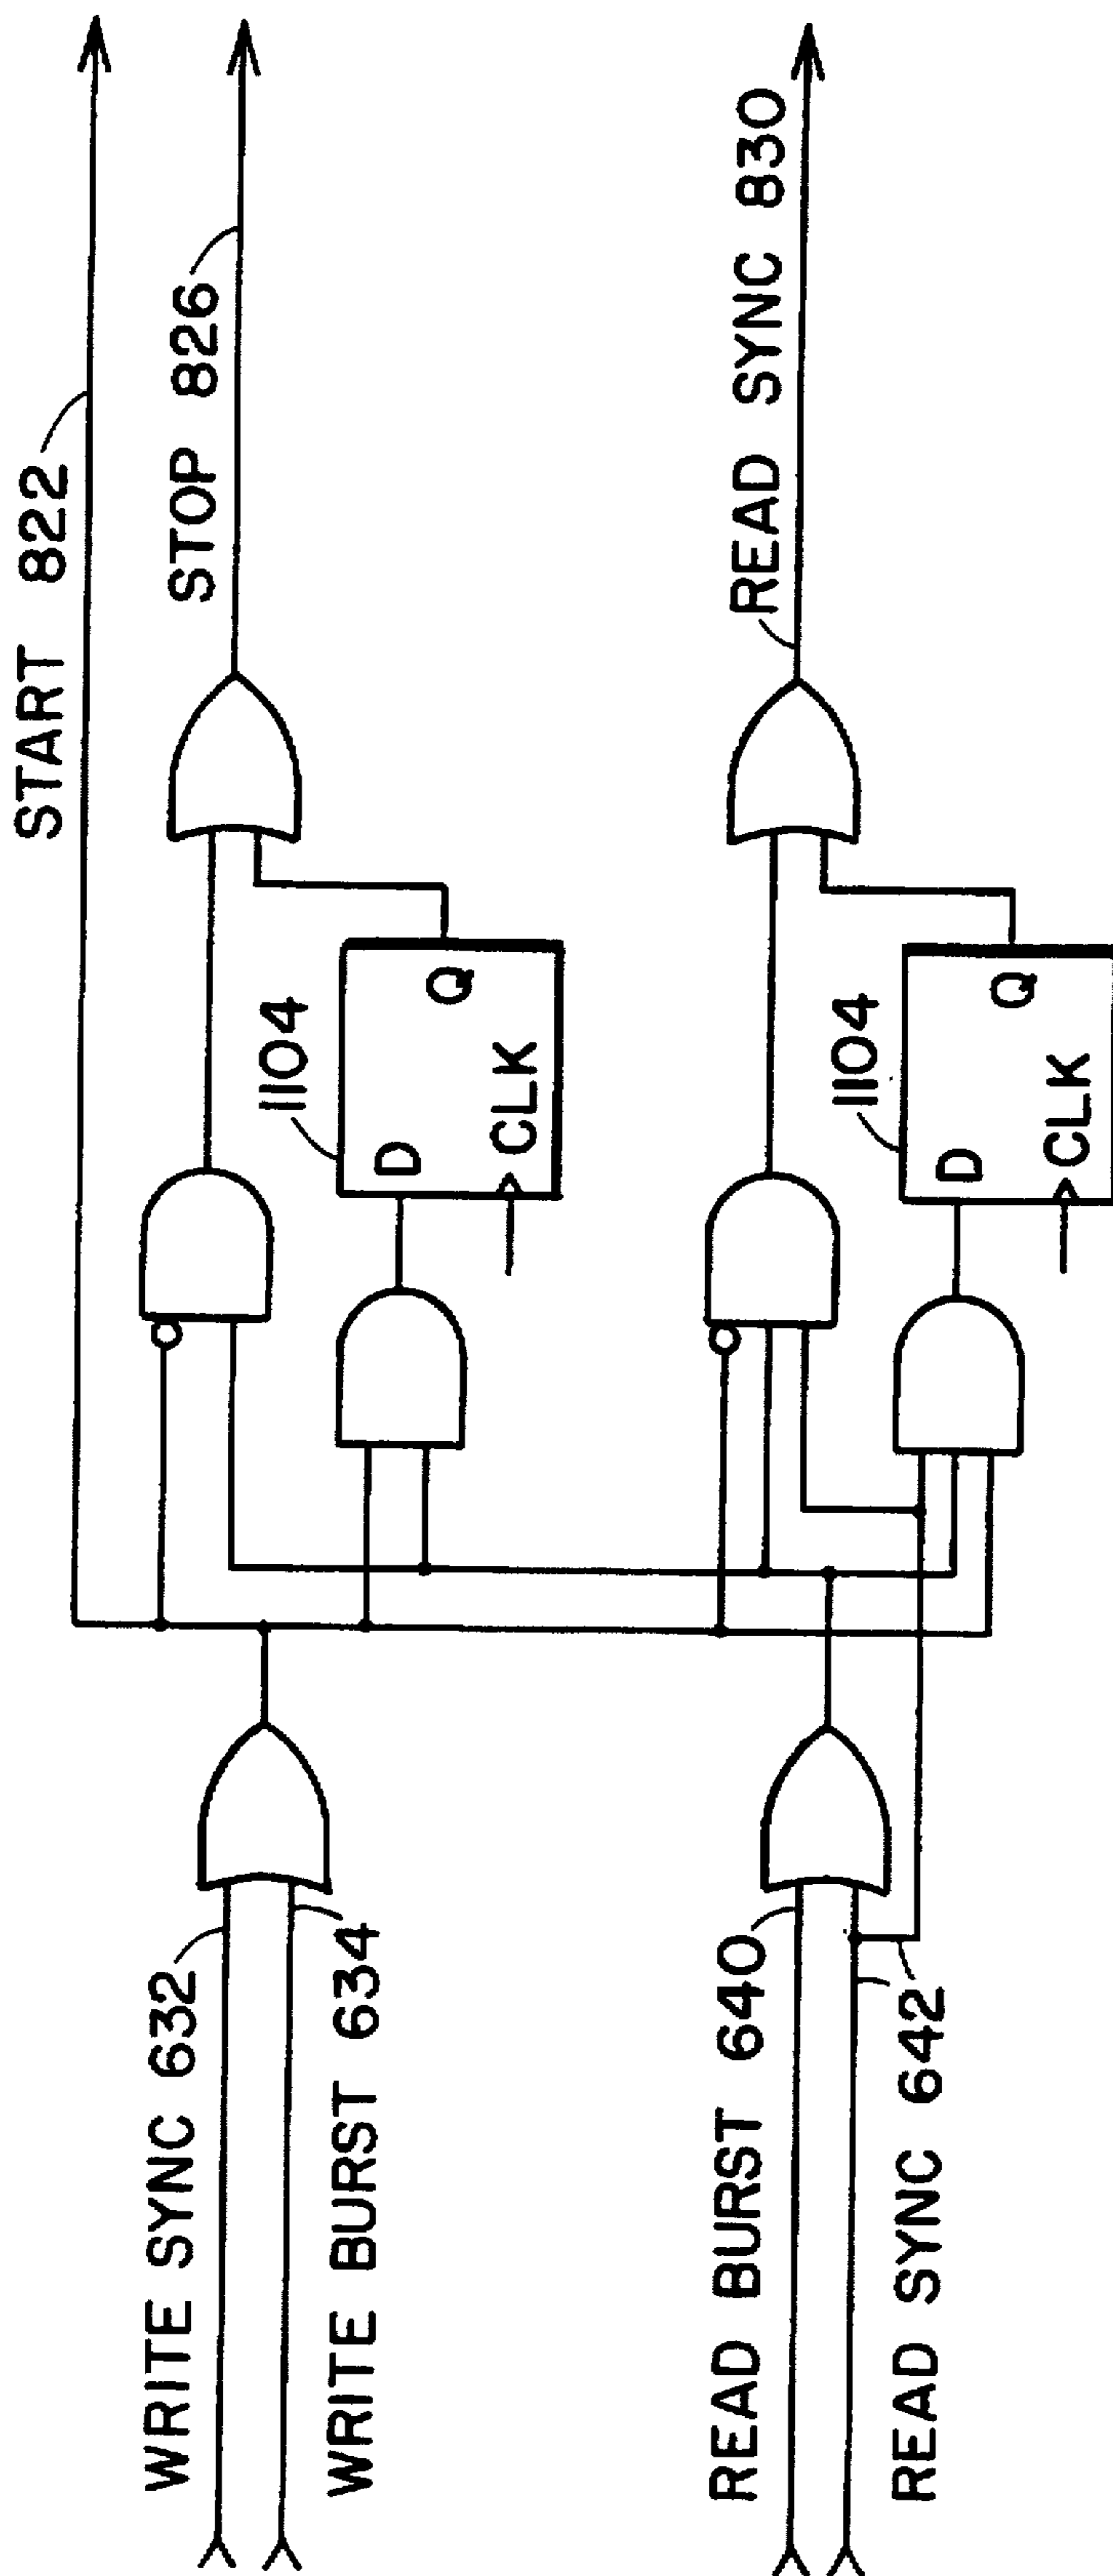 START 822
STOP 826
WRITE SYNC 632
1104
D
Q
CLK
WRITE BURST 634
READ BURST 640
READ SYNC 830
READ SYNC 642
1104
D
Q
CLK